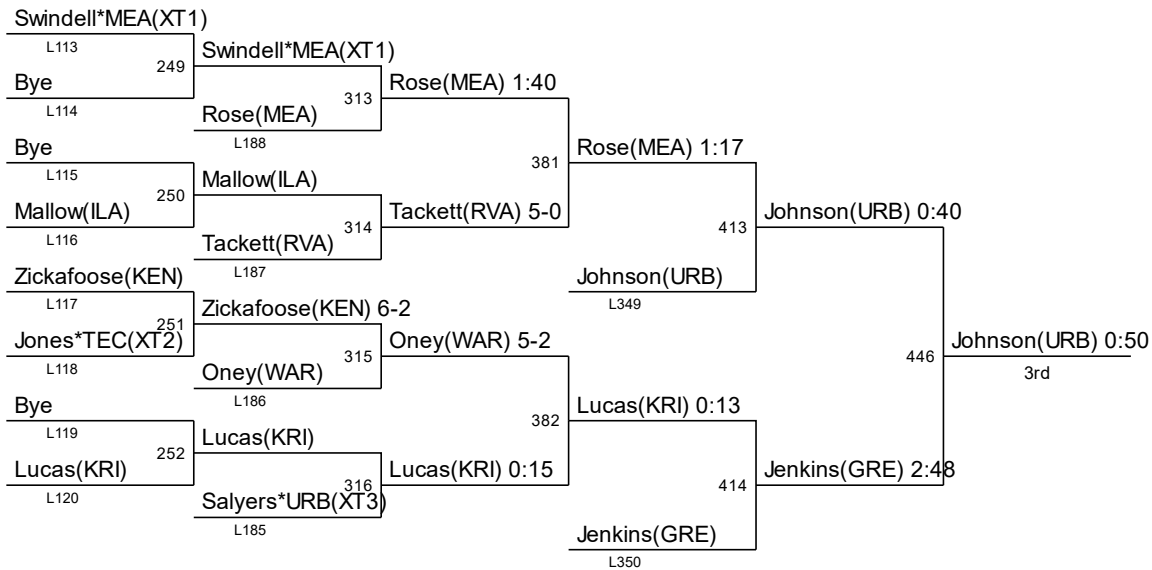 Swindell*MEA(XT1)
L113
Swindell*MEA(XT1)
249
Bye
Rose(MEA) 1:40
L114
313
Rose(MEA)
L188
Bye
L115
Rose(MEA) 1:17
381
Mallow(ILA)
250
Mallow(ILA)
Tackett(RVA) 5-0
Johnson(URB) 0:40
L116
314
413
Tackett(RVA)
L187
Zickafoose(KEN)
Johnson(URB)
L117
L349
Zickafoose(KEN) 6-2
251
Jones*TEC(XT2)
Oney(WAR) 5-2
Johnson(URB) 0:50
L118
315
446
3rd
Oney(WAR)
L186
Bye
Lucas(KRI) 0:13
L119
382
Lucas(KRI)
252
Lucas(KRI)
Lucas(KRI) 0:15
Jenkins(GRE) 2:48
L120
316
414
Salyers*URB(XT3)
L185
Jenkins(GRE)
L350